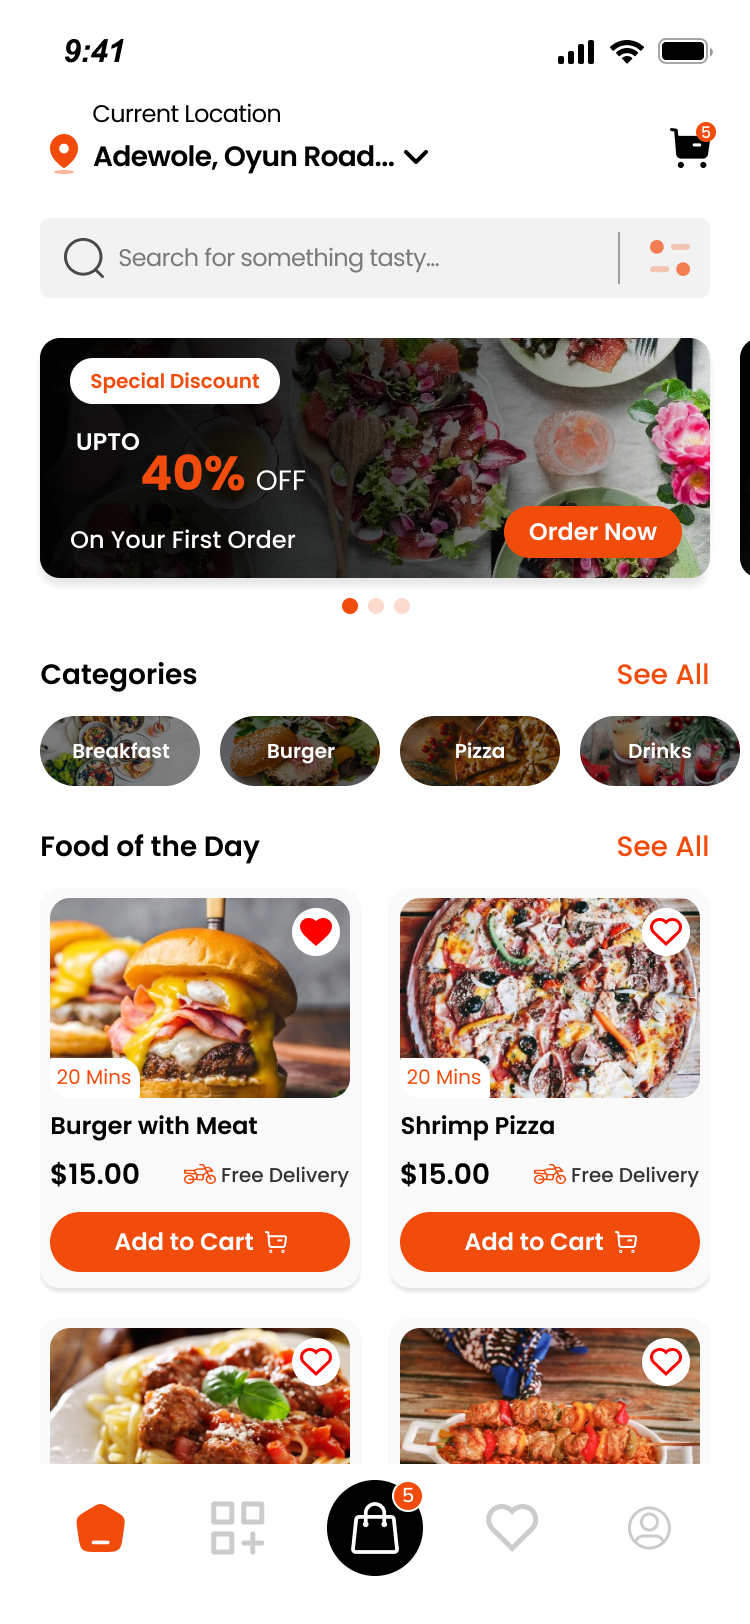 9:41
Current Location
Adewole, Oyun Road...
5
Search for something tasty...
Special Discount
UPTO
40% OFF
On Your First Order
Order Now
Categories
See All
Breakfast
Burger
Pizza
Drinks
Food of the Day
See All
20 Mins
20 Mins
Burger with Meat
Shrimp Pizza
$15.00
Free Delivery
$15.00
Free Delivery
Add to Cart
Add to Cart
5